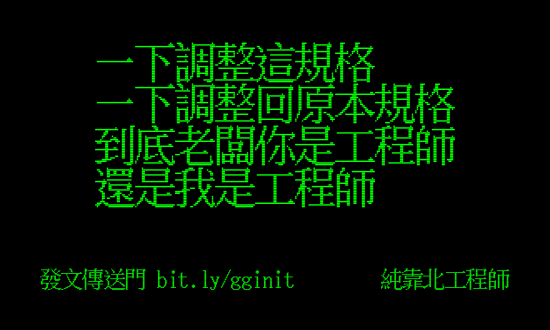 一下調整這規格
一下調整回原本規格
到底老闆你是工程師
還是我是工程師
發文傳送門 bit.ly/gginit
純靠北工程師